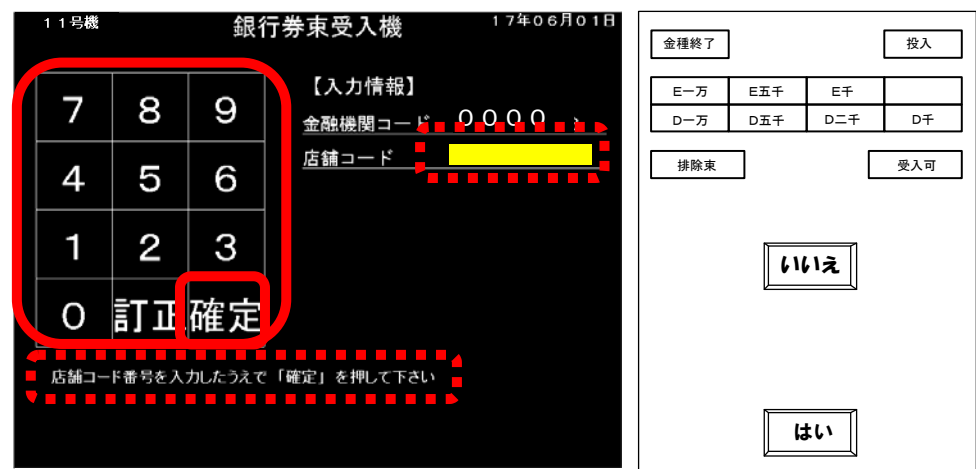 11号機 銀行券束受入機 17年06月01日
【入力情報】
金融機関コード 0000
店舗コード
7 8 9
4 5 6
1 2 3
0 訂正 確定
店舗コード番号を入力したうえで「確定」を押して下さい
金種終了 投入
E一万 E五千 E千
D一万 D五千 D二千 D千
排除束 受入可
いいえ
はい